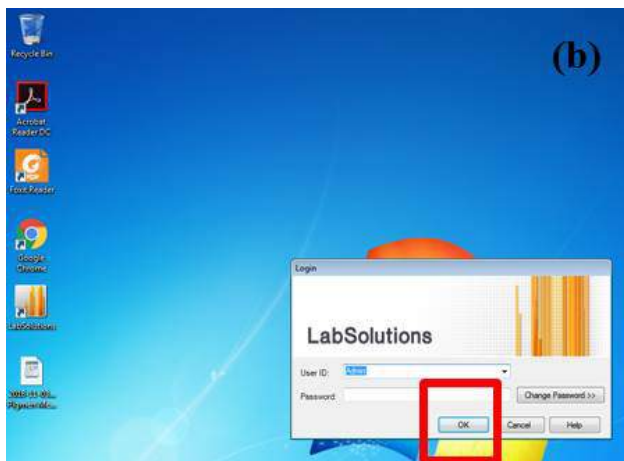 Recycle Bin
(b)
Acrobat
Reader DC
Foxit Reader
Google
Chrome
LabSolutions
Login
LabSolutions
User ID:
Admin
Password:
Change Password >>
OK
Cancel
Help